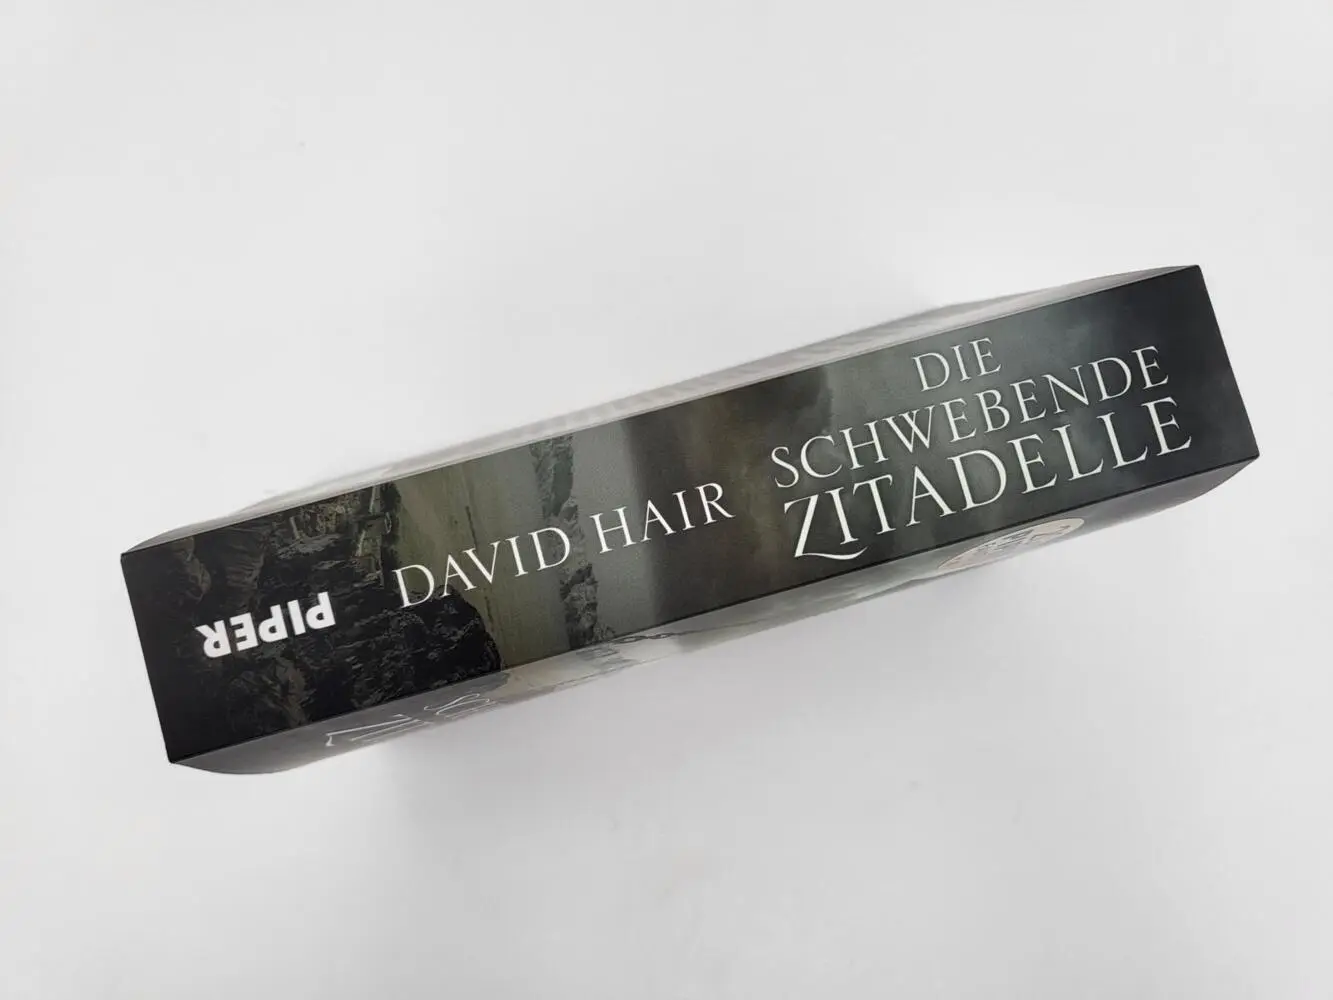 DAVID HAIR
DIE
SCHWEBENDE
ZITADELLE
PIPER